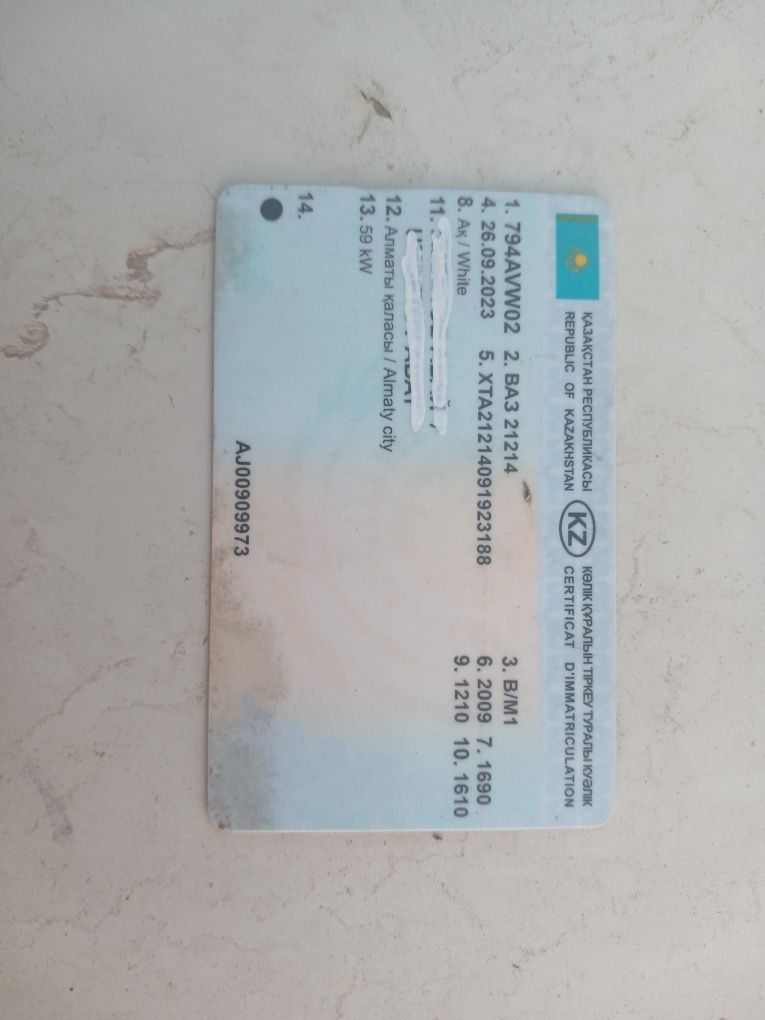 ҚАЗАҚСТАН РЕСПУБЛИКАСЫ KZ КӨЛІК ҚҰРАЛЫН ТІРКЕУ ТУРАЛЫ КУӘЛІК
REPUBLIC OF KAZAKHSTAN CERTIFICAT D'IMMATRICULATION
1. 794AVW02 2. ВАЗ 21214 3. B/M1
4. 26.09.2023 5. XTA21214091923188 6. 2009 7. 1690
8. Ақ / White 9. 1210 10. 1610
11.
12. Алматы қаласы / Almaty city
13. 59 kW
14.
AJ00909973